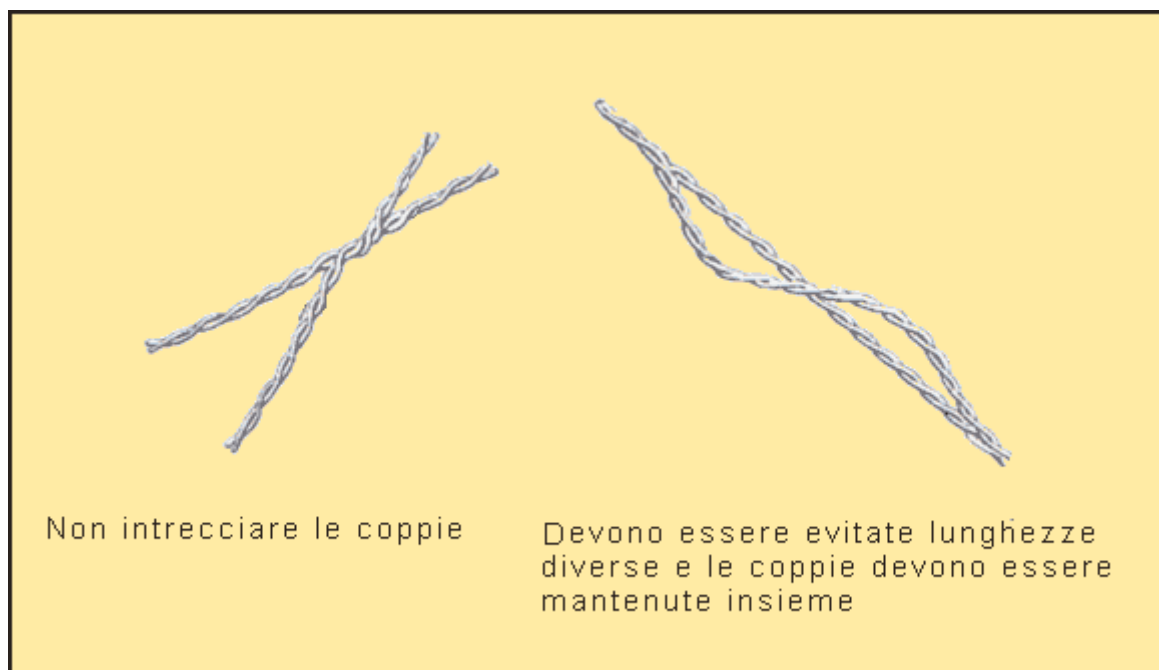 Non intrecciare le coppie
Devono essere evitate lunghezze
diverse e le coppie devono essere
mantenute insieme